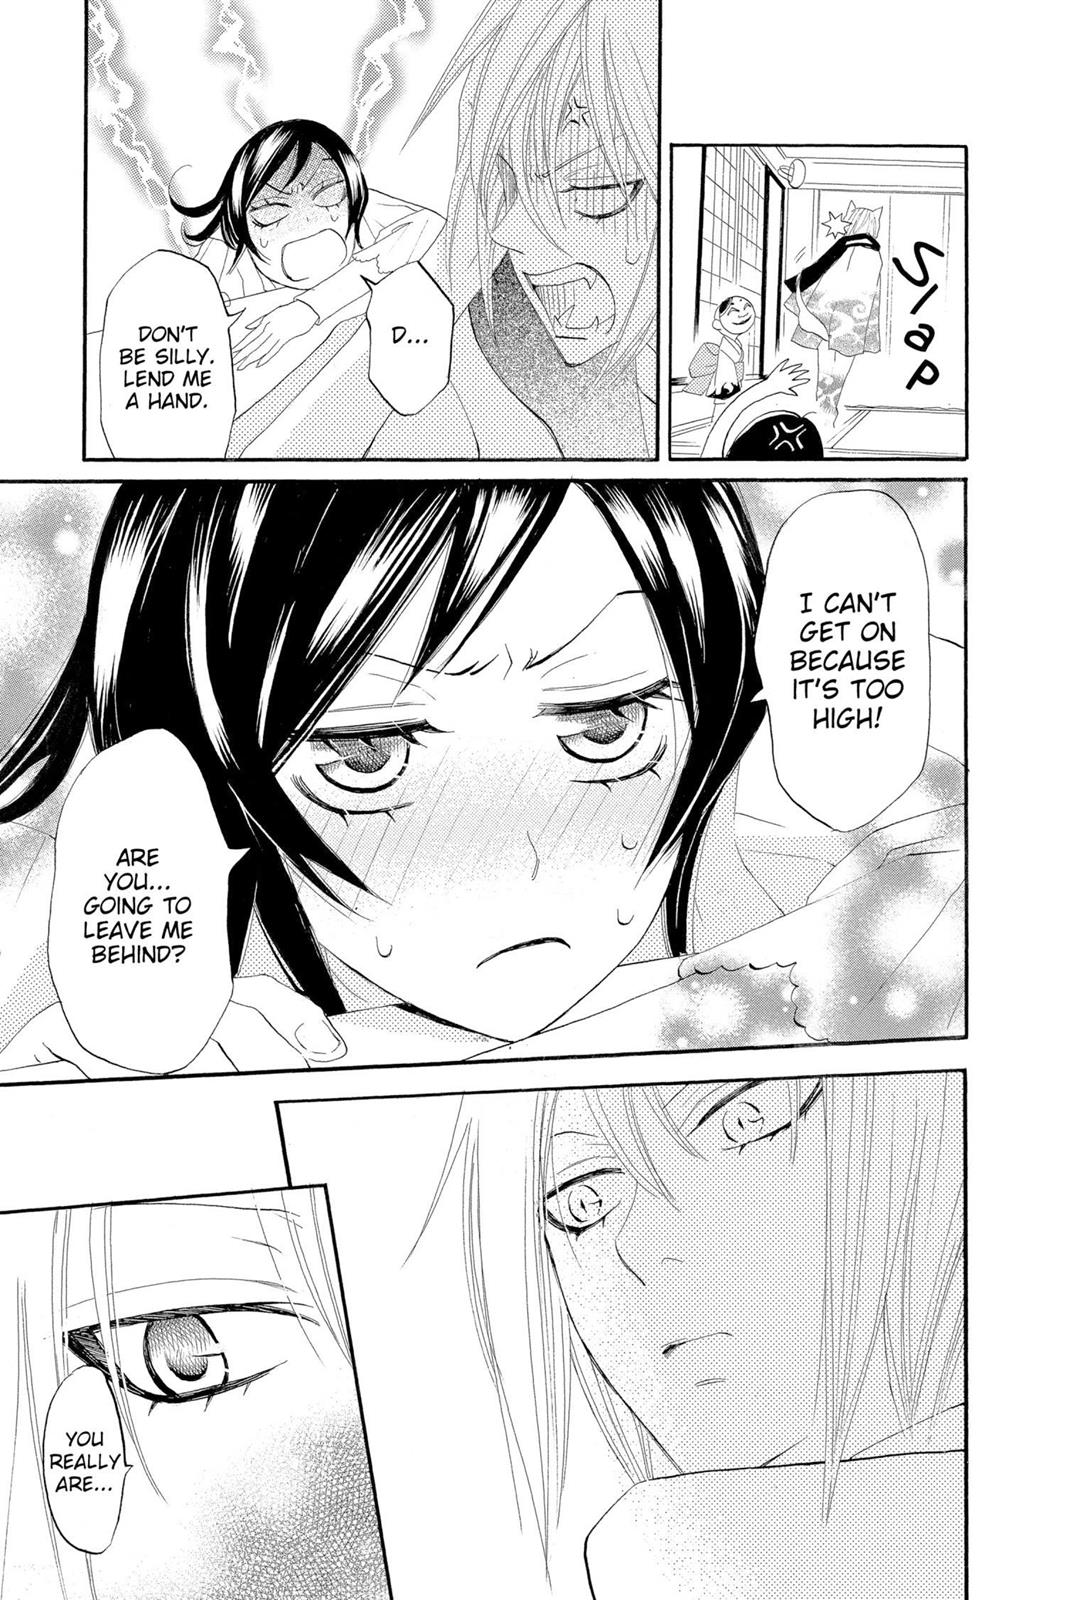 Slap
D...
DON'T
BE SILLY.
LEND ME
A HAND.
I CAN'T
GET ON
BECAUSE
IT'S TOO
HIGH!
ARE
YOU...
GOING TO
LEAVE ME
BEHIND?
YOU
REALLY
ARE...